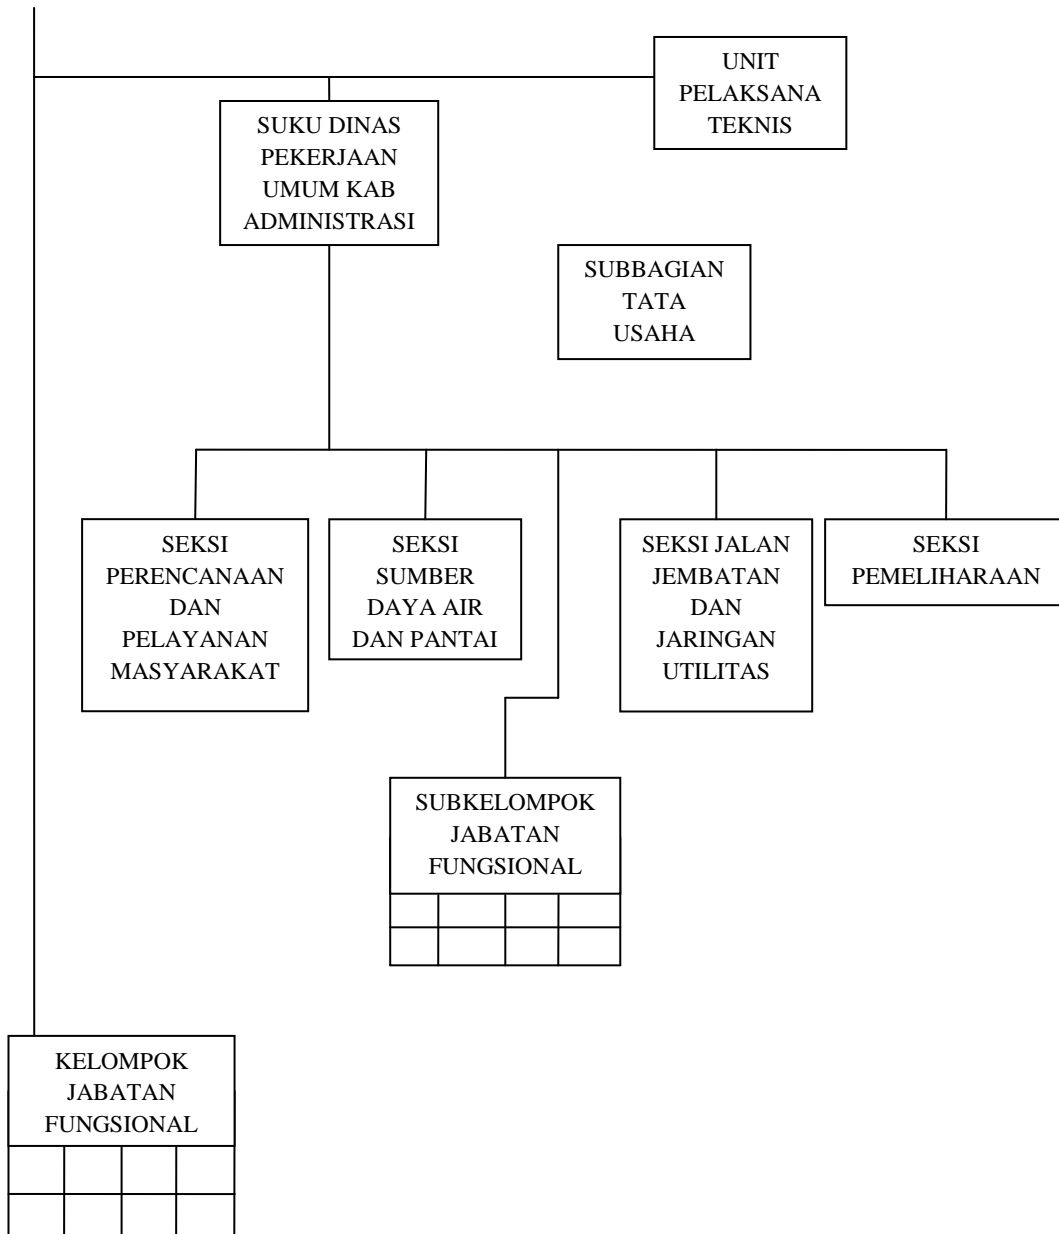 UNIT
PELAKSANA
TEKNIS
SUKU DINAS
PEKERJAAN
UMUM KAB
ADMINISTRASI
SUBBAGIAN
TATA
USAHA
SEKSI
PERENCANAAN
DAN
PELAYANAN
MASYARAKAT
SEKSI
SUMBER
DAYA AIR
DAN PANTAI
SEKSI JALAN
JEMBATAN
DAN
JARINGAN
UTILITAS
SEKSI
PEMELIHARAAN
SUBKELOMPOK
JABATAN
FUNGSIONAL
KELOMPOK
JABATAN
FUNGSIONAL